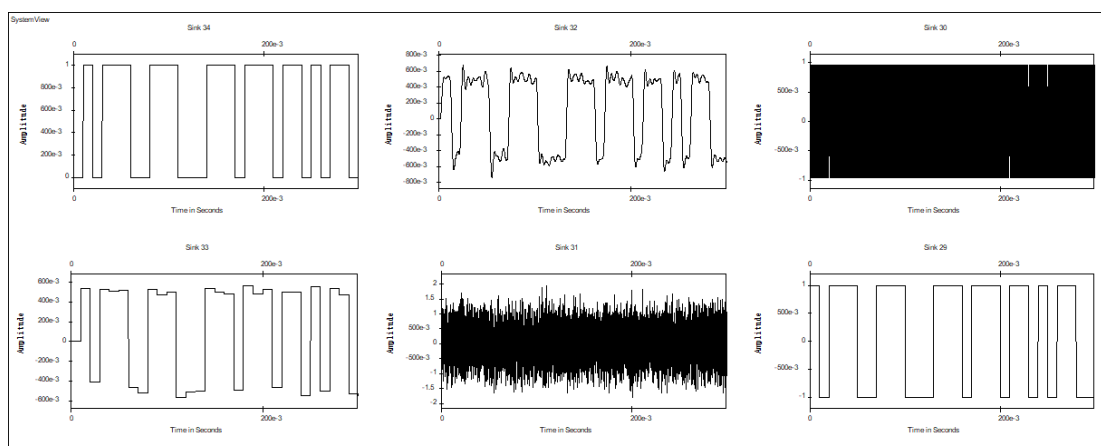 SystemView
Sink 34
0
200e-3
1
800e-3
600e-3
400e-3
200e-3
0
Amplitude
0
200e-3
Time in Seconds
Sink 32
0
200e-3
800e-3
600e-3
400e-3
200e-3
0
-200e-3
-400e-3
-600e-3
-800e-3
Amplitude
0
200e-3
Time in Seconds
Sink 30
0
200e-3
1
500e-3
0
-500e-3
-1
Amplitude
0
200e-3
Time in Seconds
Sink 33
0
200e-3
600e-3
400e-3
200e-3
0
-200e-3
-400e-3
-600e-3
Amplitude
0
200e-3
Time in Seconds
Sink 31
0
200e-3
2
1.5
1
500e-3
0
-500e-3
-1
-1.5
-2
Amplitude
0
200e-3
Time in Seconds
Sink 29
0
200e-3
1
500e-3
0
-500e-3
-1
Amplitude
0
200e-3
Time in Seconds